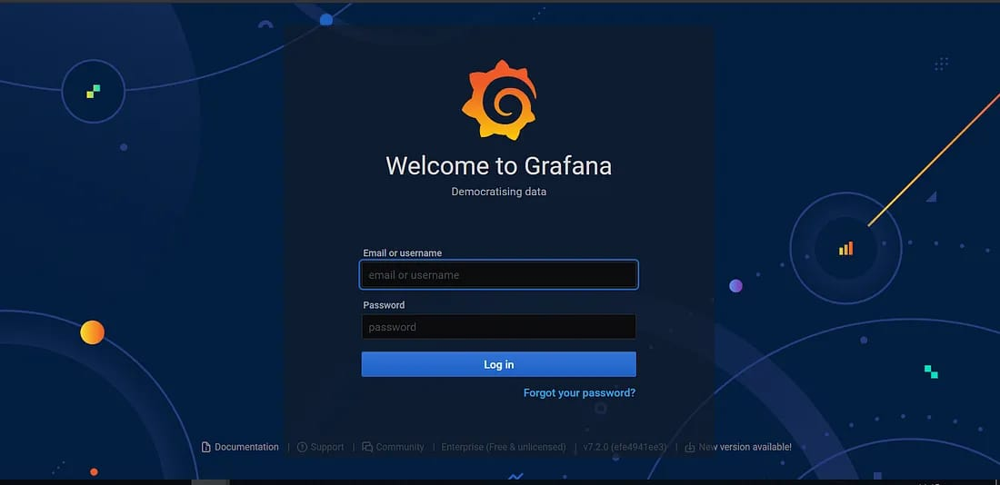 Welcome to Grafana
Democratising data
Email or username
email or username
Password
password
Log in
Forgot your password?
Documentation | Support | Community | Enterprise (Free & unlicensed) | v7.2.0 (efe4941ee3) | New version available!